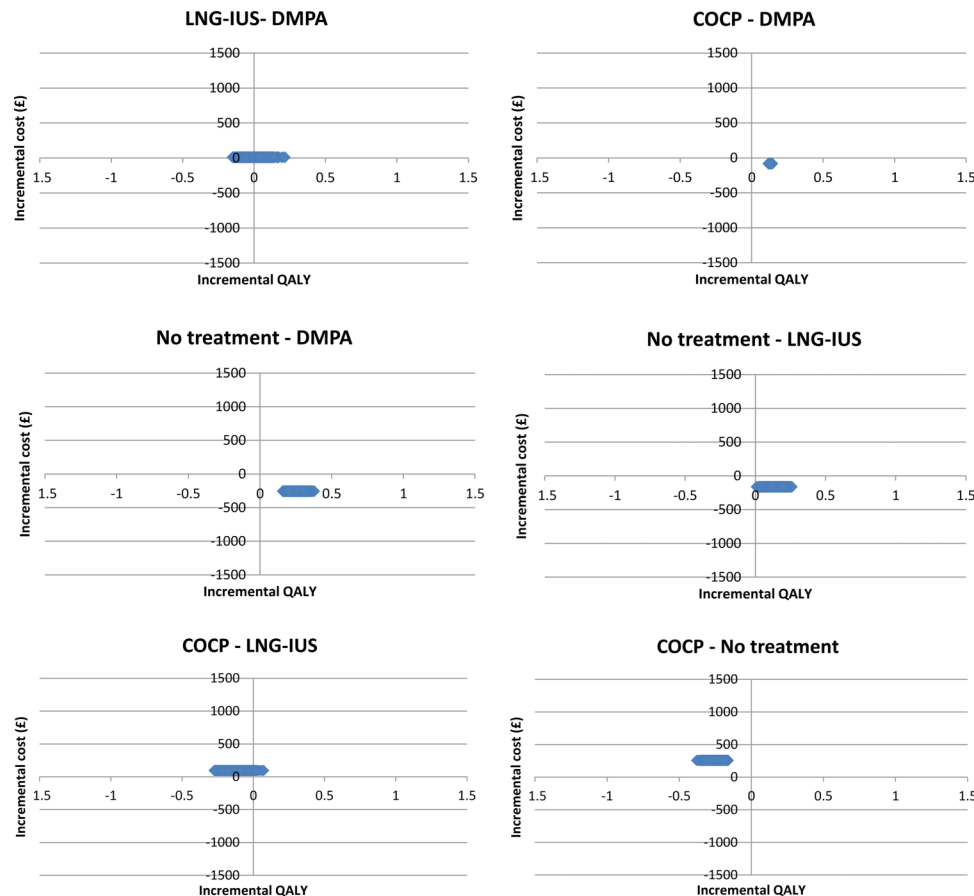 LNG-IUS- DMPA
Incremental cost (£)
1500
1000
500
0
1.5 -1 -0.5 0 0.5 1 1.5
-500
-1000
-1500
Incremental QALY
COCP - DMPA
Incremental cost (£)
1500
1000
500
0
1.5 -1 -0.5 0 0.5 1 1.5
-500
-1000
-1500
Incremental QALY
No treatment - DMPA
Incremental cost (£)
1500
1000
500
0
1.5 -1 -0.5 0 0.5 1 1.5
-500
-1000
-1500
Incremental QALY
No treatment - LNG-IUS
Incremental cost (£)
1500
1000
500
0
1.5 -1 -0.5 0 0.5 1 1.5
-500
-1000
-1500
Incremental QALY
COCP - LNG-IUS
Incremental cost (£)
1500
1000
500
0
1.5 -1 -0.5 0 0.5 1 1.5
-500
-1000
-1500
Incremental QALY
COCP - No treatment
Incremental cost (£)
1500
1000
500
0
1.5 -1 -0.5 0 0.5 1 1.5
-500
-1000
-1500
Incremental QALY